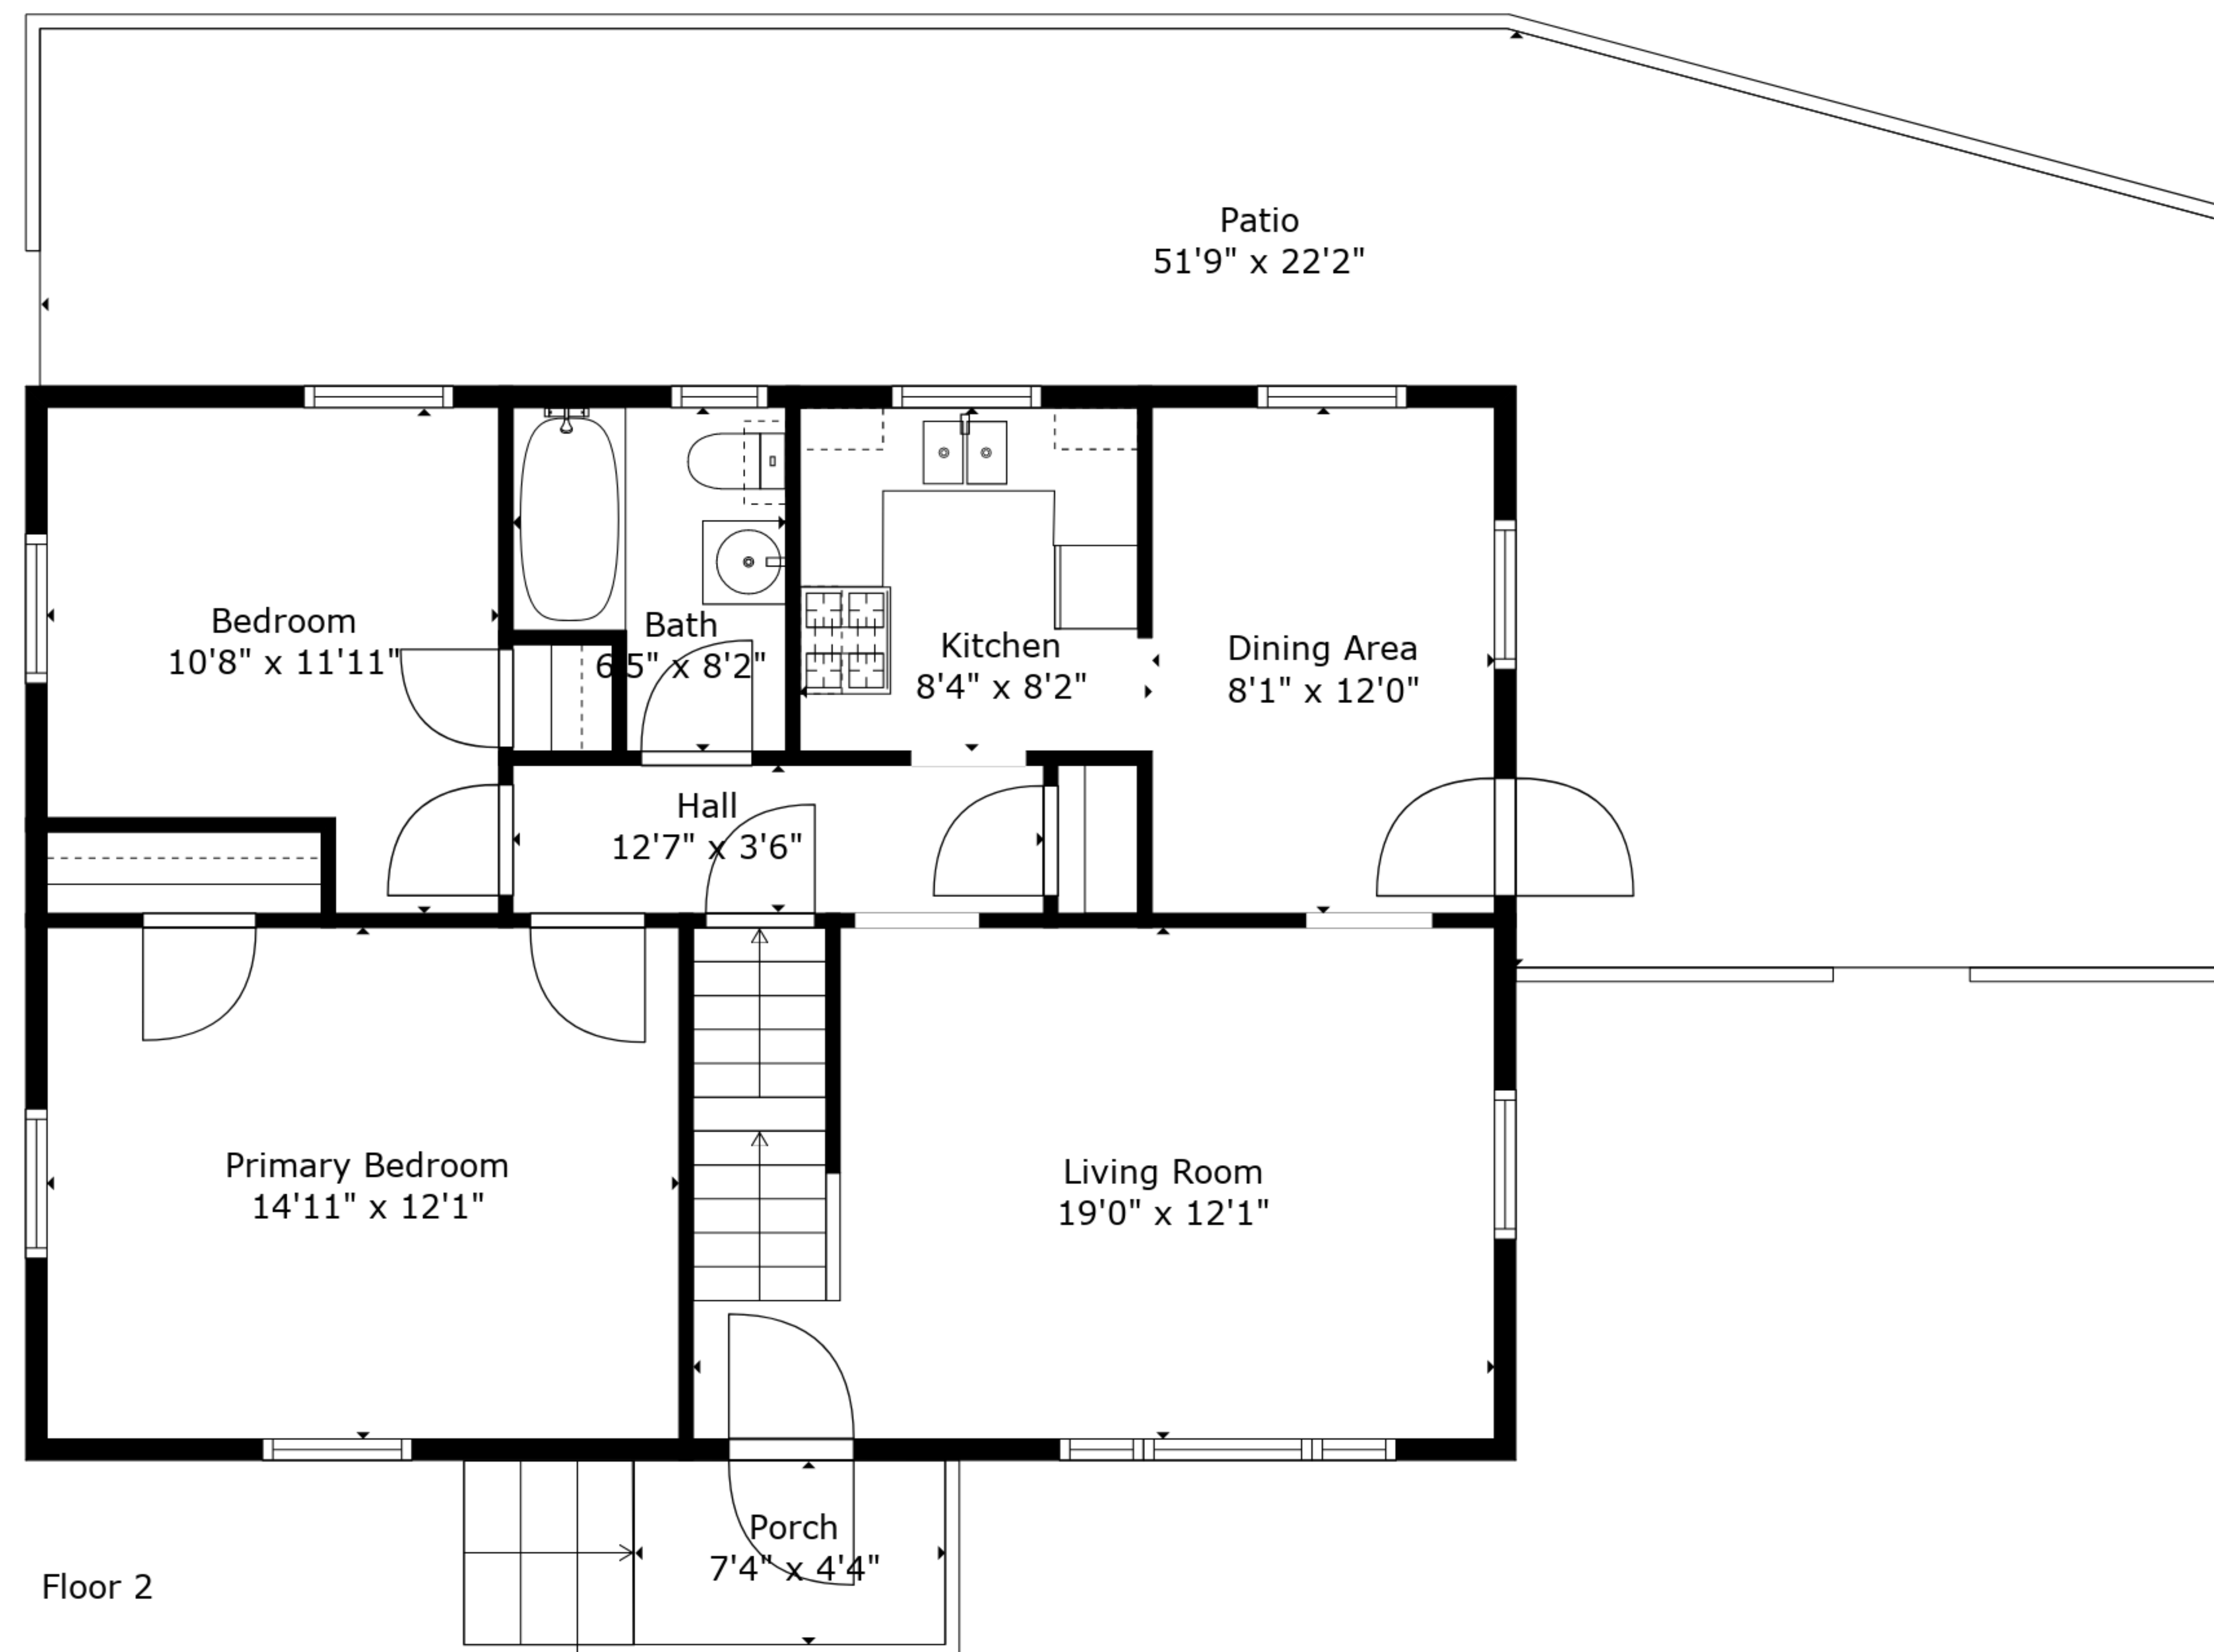 Patio
51'9" x 22'2"
Bedroom
10'8" x 11'11"
Bath
6'5" x 8'2"
Kitchen
8'4" x 8'2"
Dining Area
8'1" x 12'0"
Hall
12'7" x 3'6"
Primary Bedroom
14'11" x 12'1"
Living Room
19'0" x 12'1"
Porch
7'4" x 4'4"
Floor 2